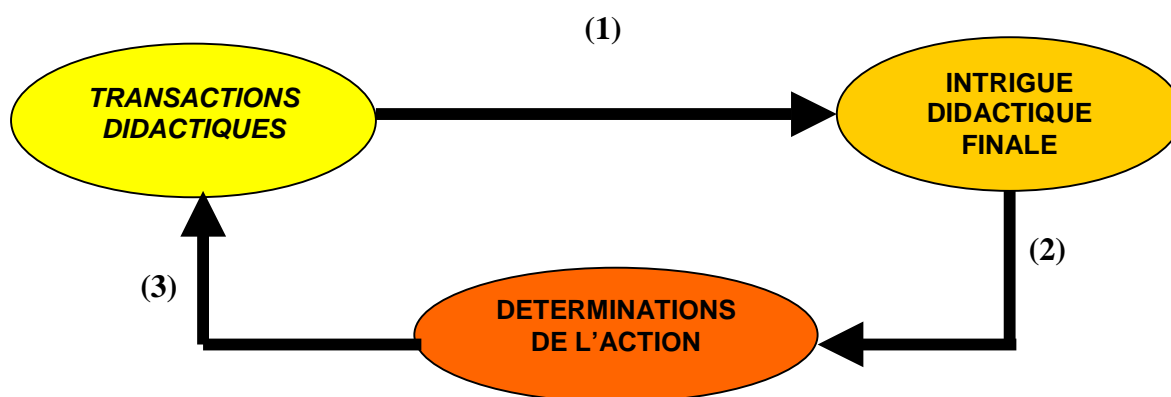 (1)
TRANSACTIONS
DIDACTIQUES
INTRIGUE
DIDACTIQUE
FINALE
(2)
(3)
DETERMINATIONS
DE L'ACTION